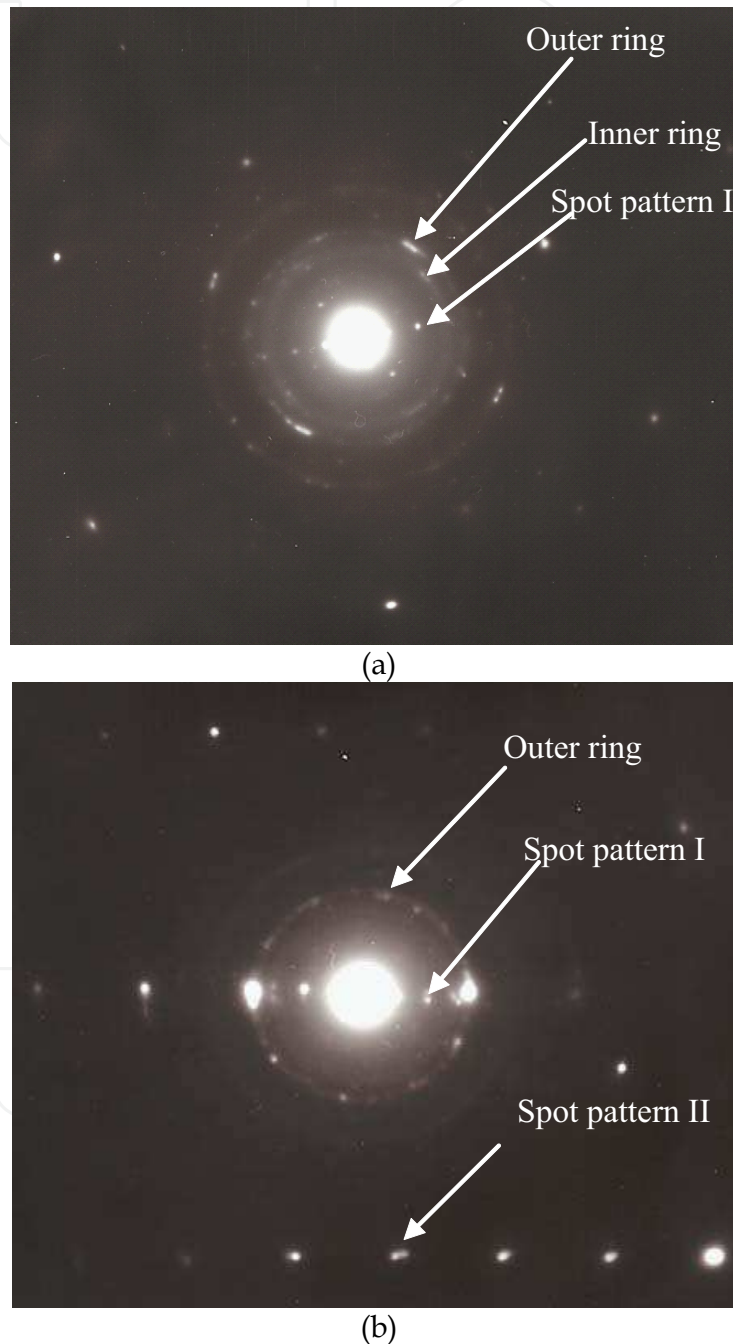 Outer ring
Inner ring
Spot pattern I
(a)
Outer ring
Spot pattern I
Spot pattern II
(b)